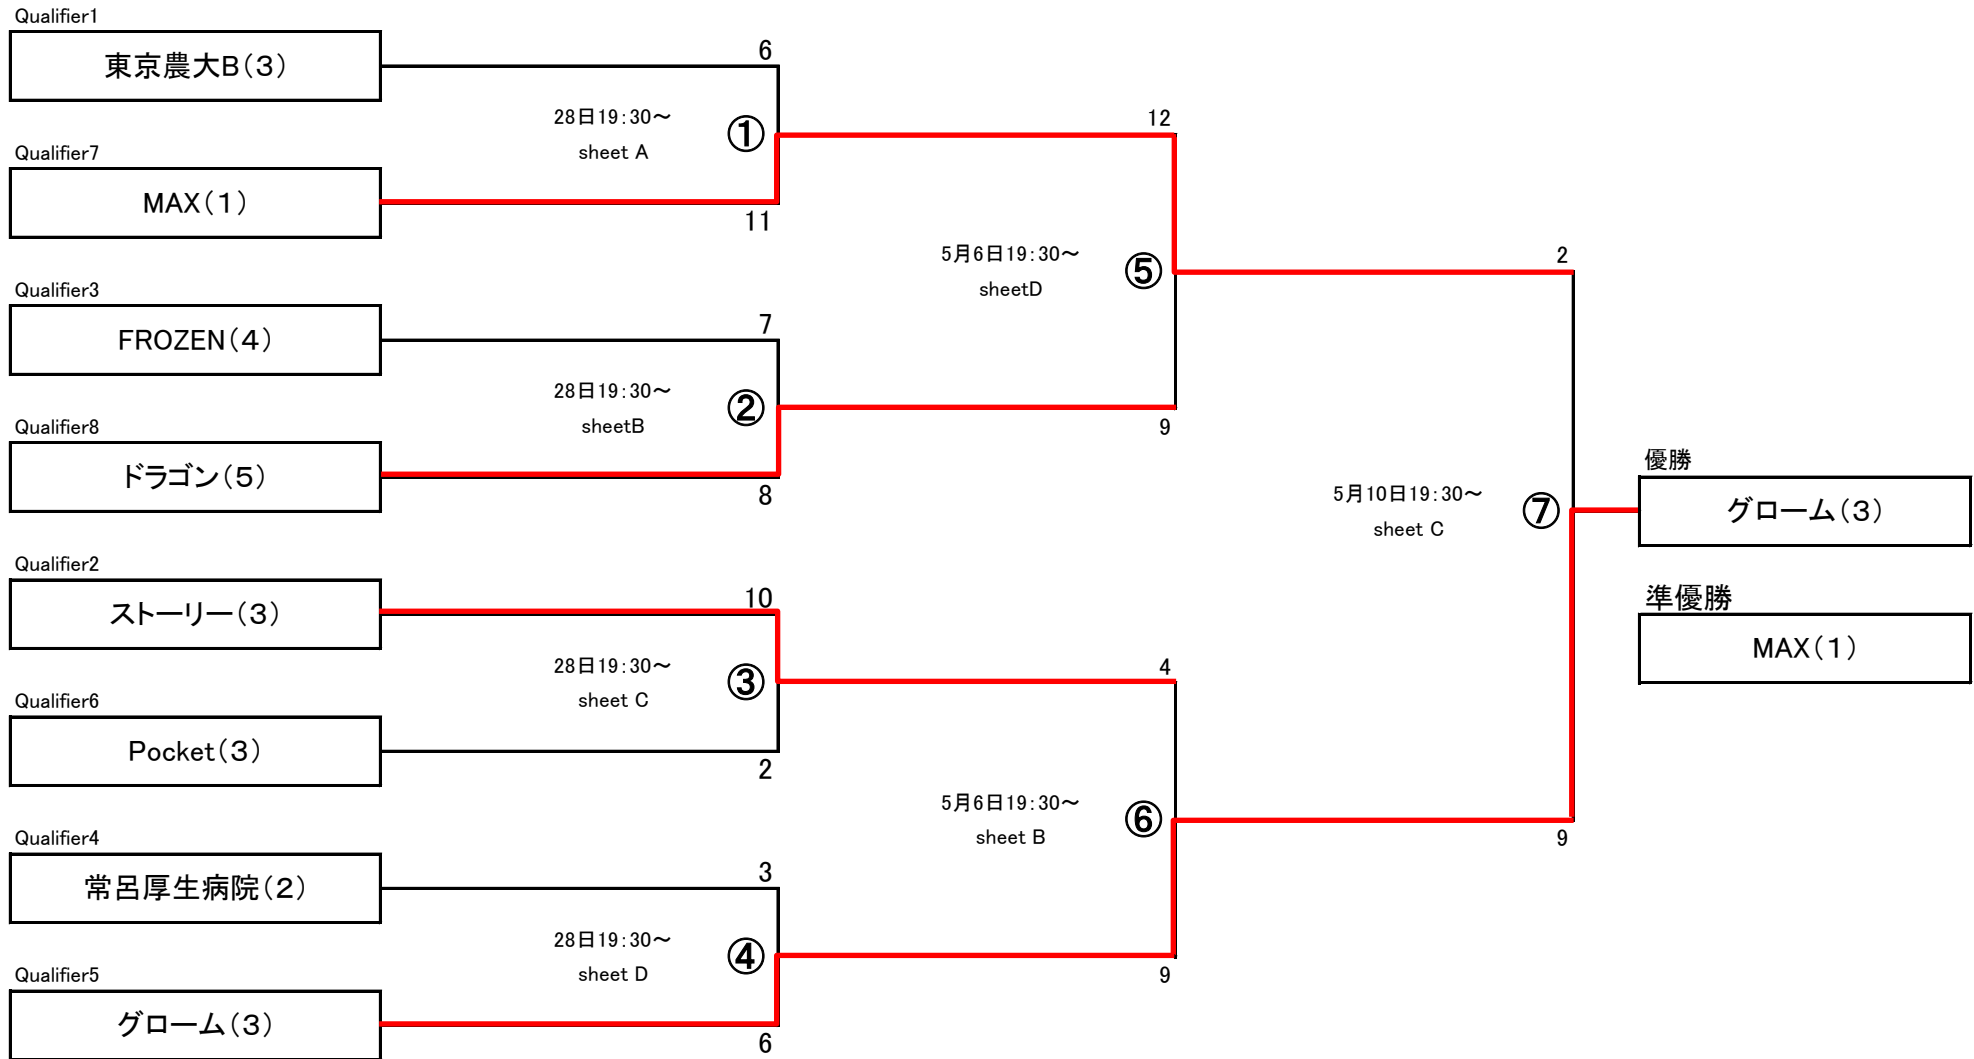 Qualifier1
東京農大B(3)
6
28日19:30～
sheet A
①
Qualifier7
MAX(1)
11
12
5月6日19:30～
sheetD
⑤
Qualifier3
FROZEN(4)
7
28日19:30～
sheetB
②
Qualifier8
ドラゴン(5)
8
9
2
5月10日19:30～
sheet C
⑦
優勝
グローム(3)
準優勝
MAX(1)
Qualifier2
ストーリー(3)
10
28日19:30～
sheet C
③
Qualifier6
Pocket(3)
2
4
5月6日19:30～
sheet B
⑥
9
Qualifier4
常呂厚生病院(2)
3
28日19:30～
sheet D
④
Qualifier5
グローム(3)
6
9